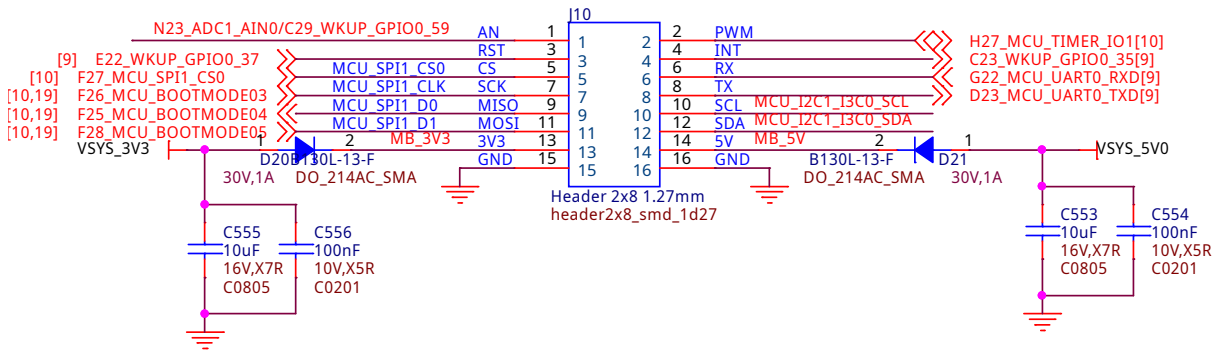 J10
N23_ADC1_AIN0/C29_WKUP_GPIO0_59 AN 1 1 2 2 PWM H27_MCU_TIMER_IO1[10]
[9] E22_WKUP_GPIO0_37 RST 3 3 4 4 INT C23_WKUP_GPIO0_35[9]
[10] F27_MCU_SPI1_CS0 MCU_SPI1_CS0 CS 5 5 6 6 RX G22_MCU_UART0_RXD[9]
[10,19] F26_MCU_BOOTMODE03 MCU_SPI1_CLK SCK 7 7 8 8 TX D23_MCU_UART0_TXD[9]
[10,19] F25_MCU_BOOTMODE04 MCU_SPI1_D0 MISO 9 9 10 10 SCL MCU_I2C1_I3C0_SCL
[10,19] F28_MCU_BOOTMODE05 MCU_SPI1_D1 MOSI 11 11 12 12 SDA MCU_I2C1_I3C0_SDA
VSYS_3V3 1 2 MB_3V3 3V3 13 13 14 14 5V MB_5V 2 1 VSYS_5V0
D20 B130L-13-F GND 15 15 16 16 GND B130L-13-F D21
30V,1A DO_214AC_SMA DO_214AC_SMA 30V,1A
Header 2x8 1.27mm
header2x8_smd_1d27
C555
10uF
16V,X7R
C0805
C556
100nF
10V,X5R
C0201
C553
10uF
16V,X7R
C0805
C554
100nF
10V,X5R
C0201